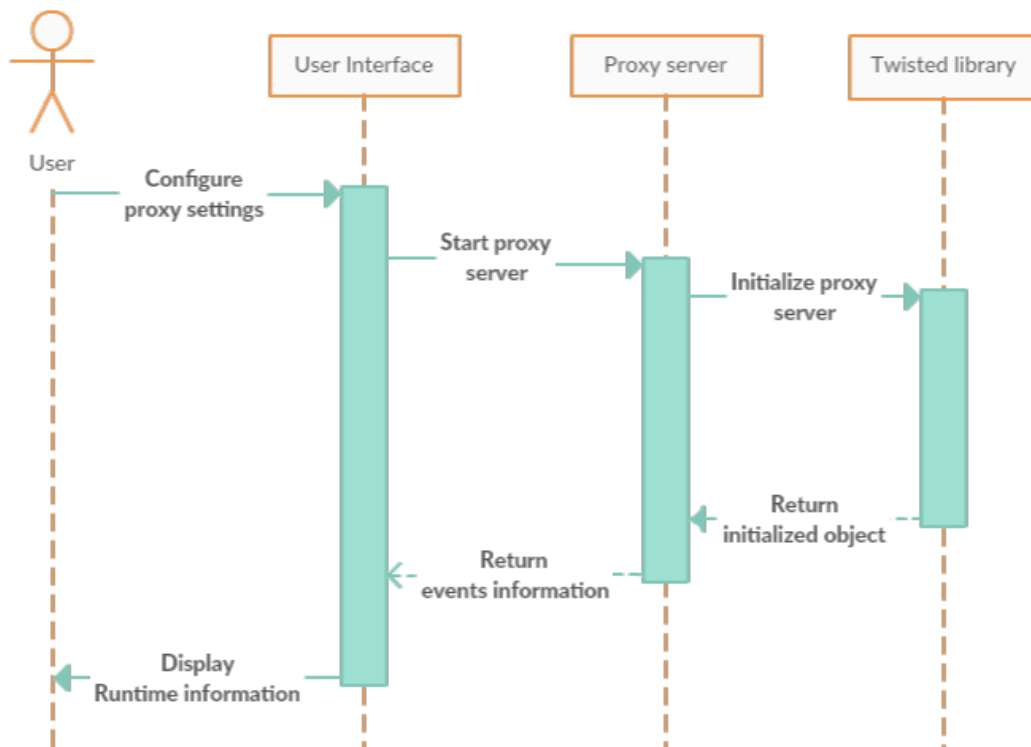 User Interface
Proxy server
Twisted library
User
Configure
proxy settings
Start proxy
server
Initialize proxy
server
Return
initialized object
Return
events information
Display
Runtime information